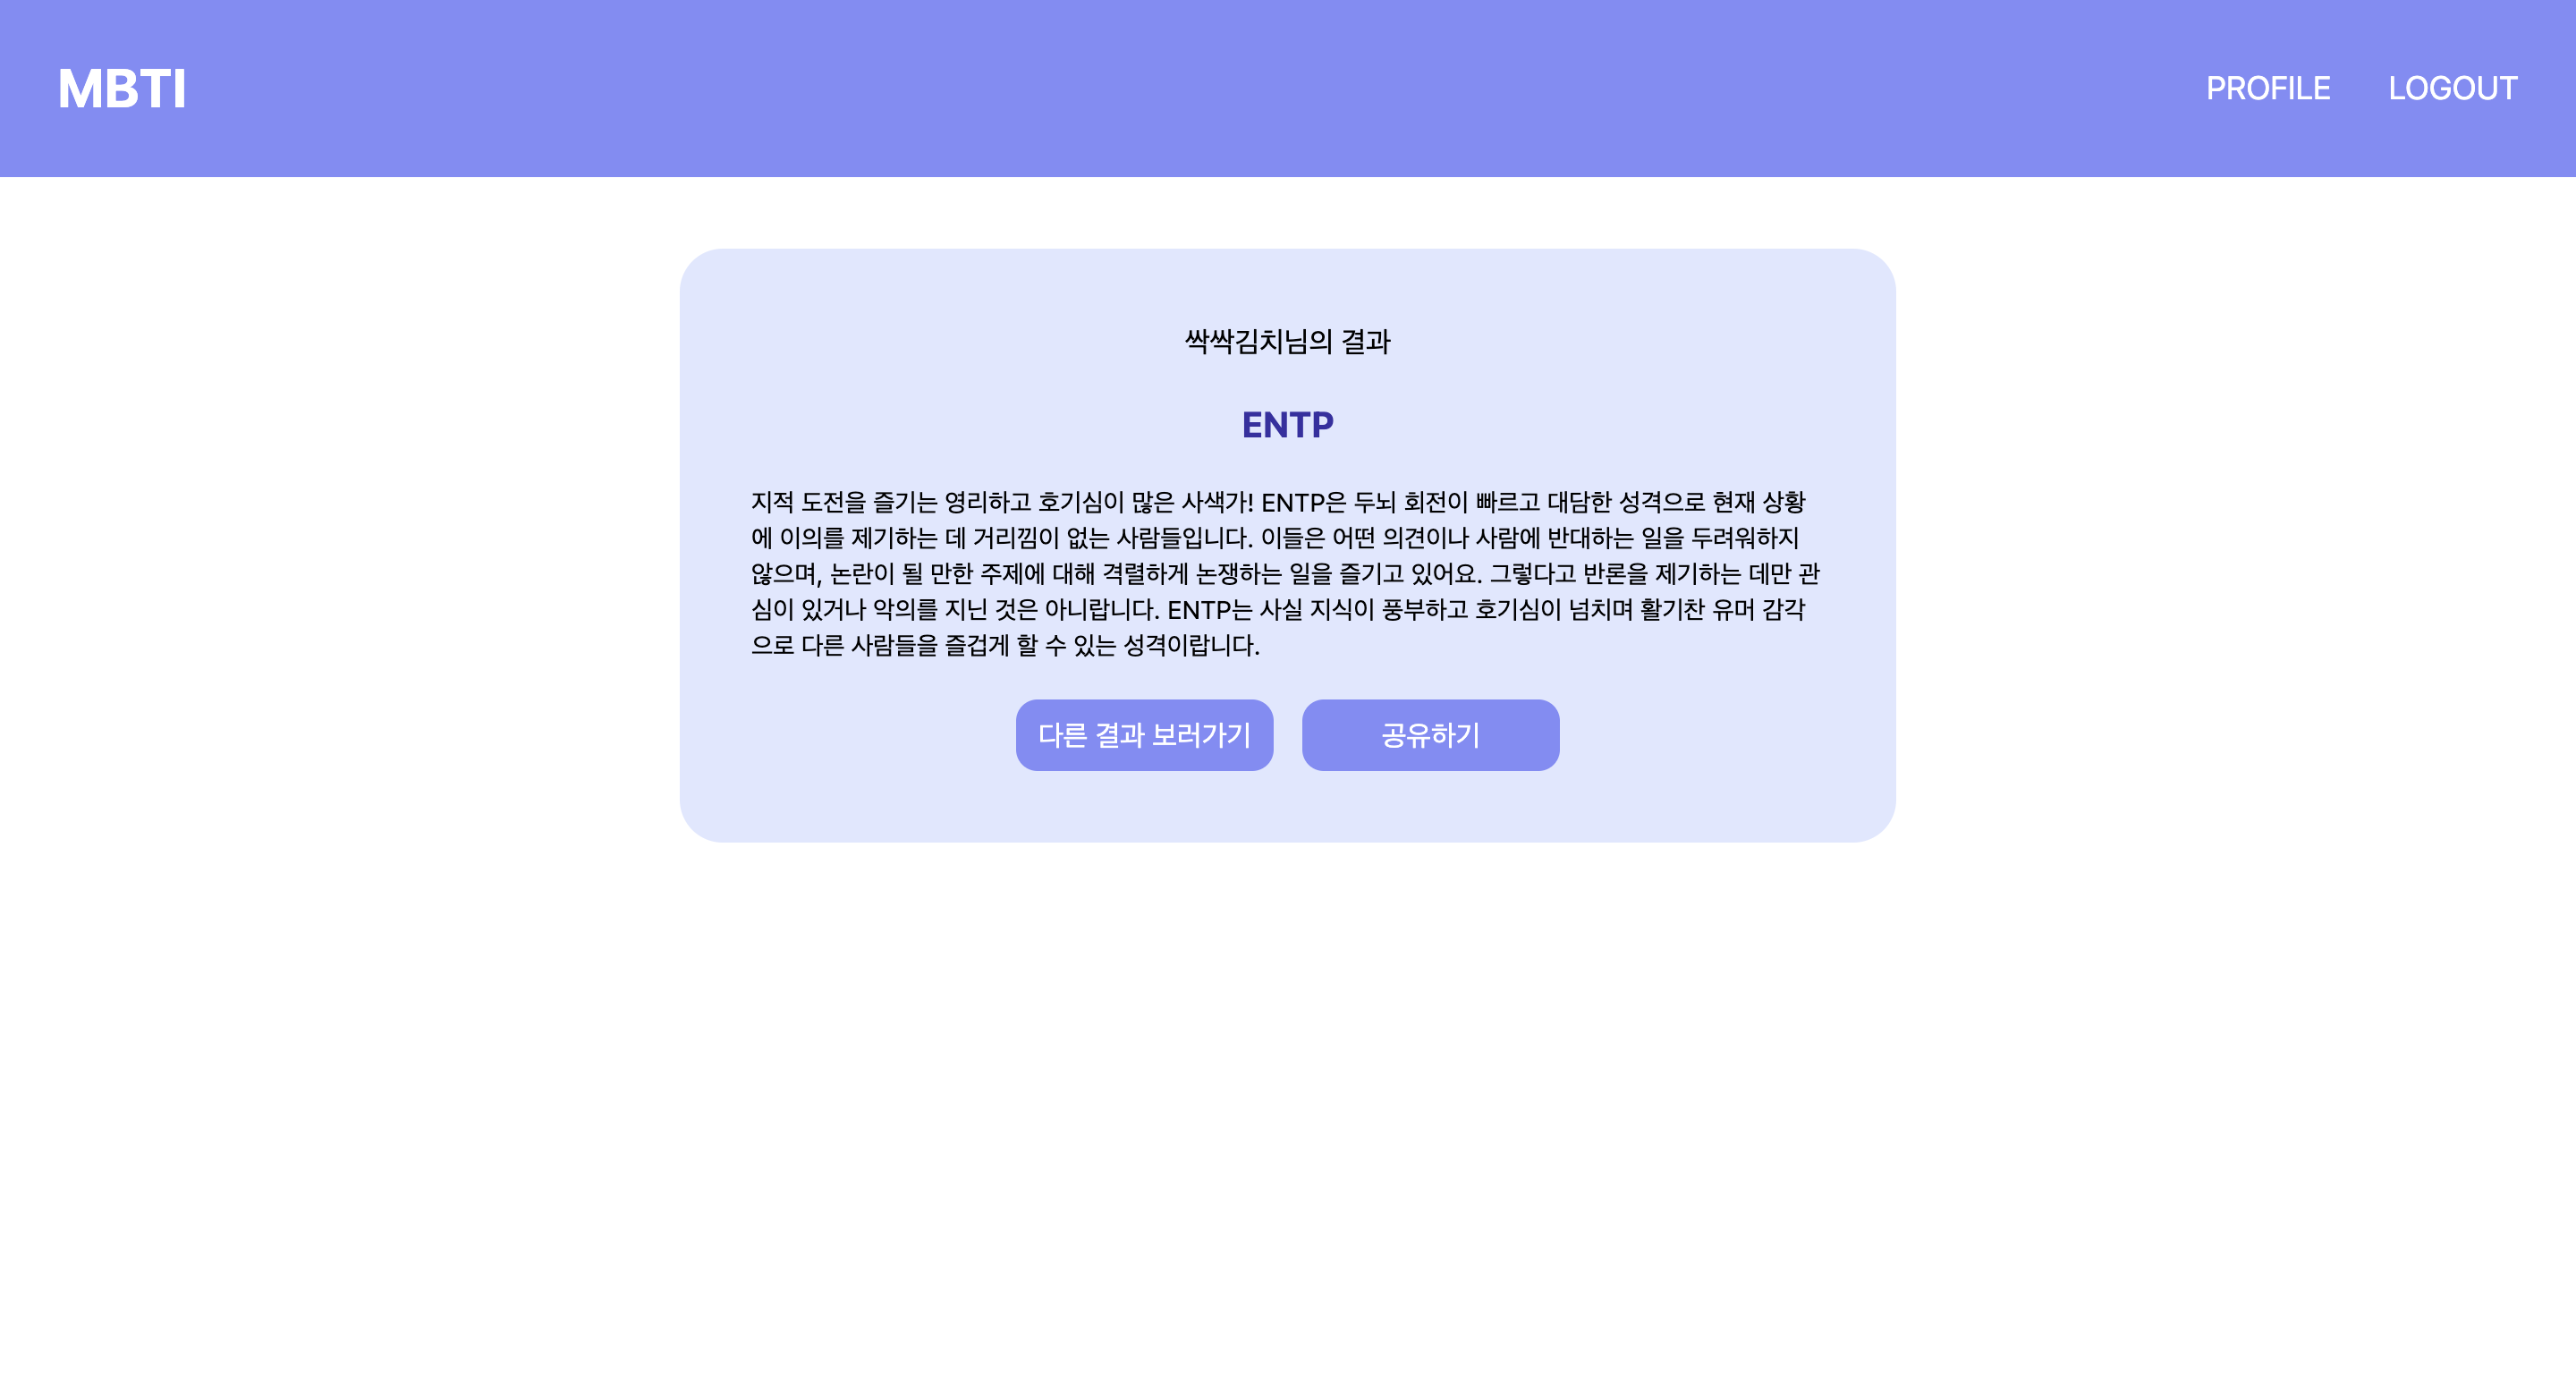 MBTI
PROFILE
LOGOUT
싹싹김치님의 결과
ENTP
지적 도전을 즐기는 영리하고 호기심이 많은 사색가! ENTP은 두뇌 회전이 빠르고 대담한 성격으로 현재 상황
에 이의를 제기하는 데 거리낌이 없는 사람들입니다. 이들은 어떤 의견이나 사람에 반대하는 일을 두려워하지
않으며, 논란이 될 만한 주제에 대해 격렬하게 논쟁하는 일을 즐기고 있어요. 그렇다고 반론을 제기하는 데만 관
심이 있거나 악의를 지닌 것은 아니랍니다. ENTP는 사실 지식이 풍부하고 호기심이 넘치며 활기찬 유머 감각
으로 다른 사람들을 즐겁게 할 수 있는 성격이랍니다.
다른 결과 보러가기
공유하기